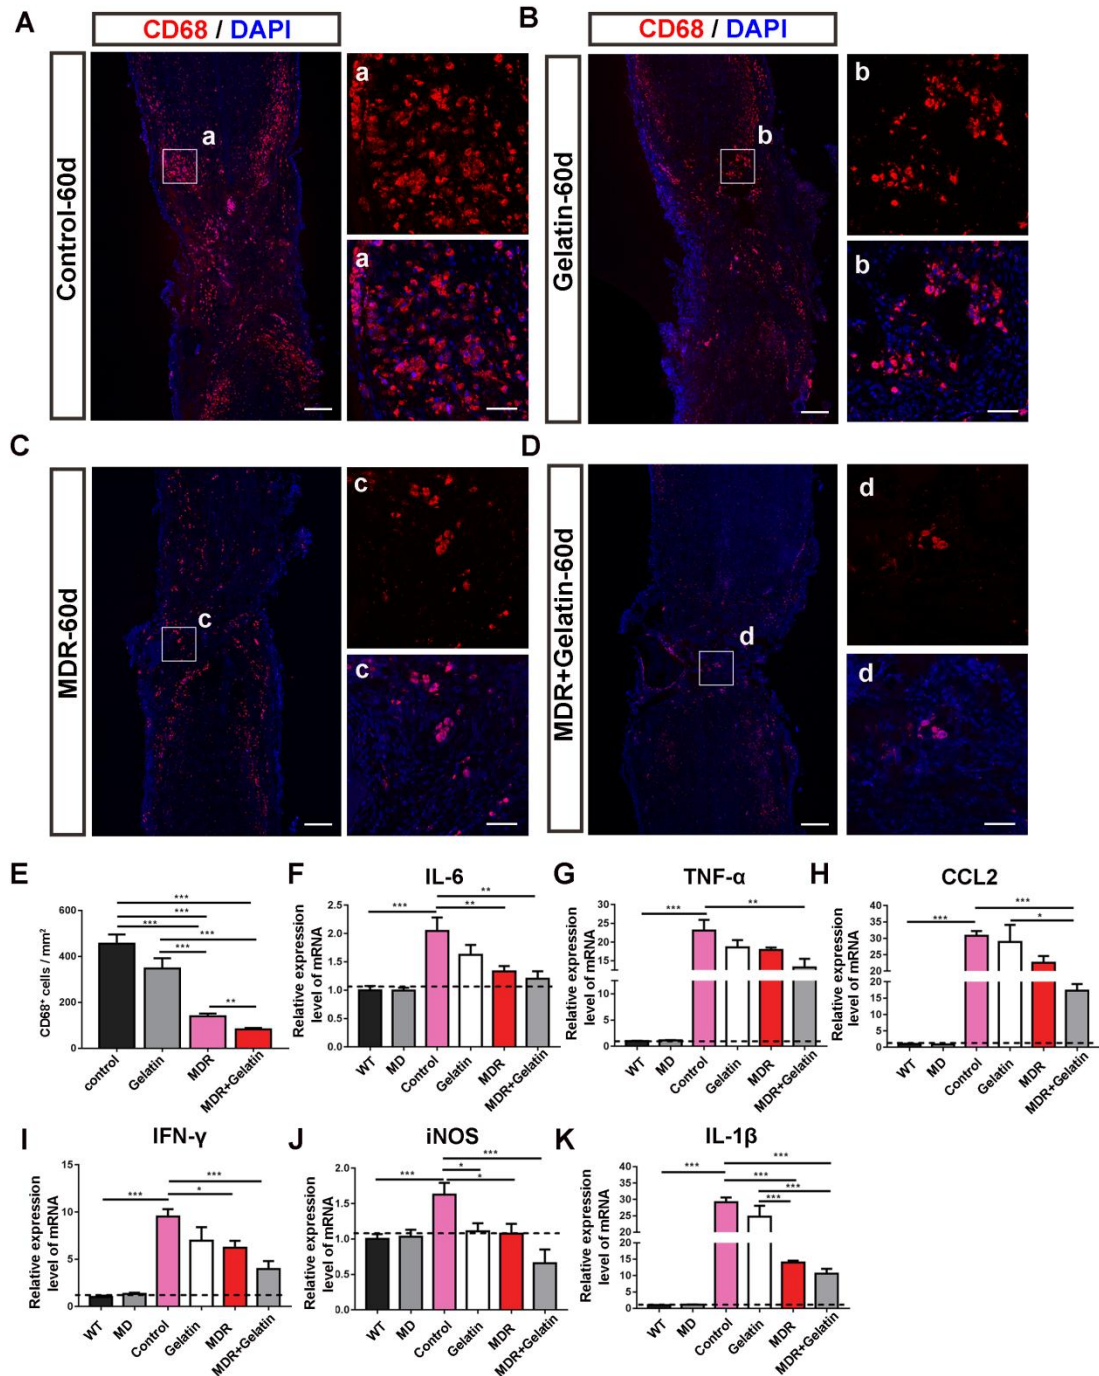 A
CD68 / DAPI
Control-60d
a
a
a
B
CD68 / DAPI
Gelatin-60d
b
b
b
C
MDR-60d
c
c
c
D
MDR+Gelatin-60d
d
d
d
E
CD68+ cells / mm²
600
400
200
0
***
***
***
***
***
**
control
Gelatin
MDR
MDR+Gelatin
F
IL-6
Relative expression
level of mRNA
2.5
2.0
1.5
1.0
0.5
0.0
***
**
**
WT
MD
Control
Gelatin
MDR
MDR+Gelatin
G
TNF-α
Relative expression
level of mRNA
30
25
20
15
10
5
0
***
**
WT
MD
Control
Gelatin
MDR
MDR+Gelatin
H
CCL2
Relative expression
level of mRNA
40
35
30
25
20
15
10
5
0
***
***
*
WT
MD
Control
Gelatin
MDR
MDR+Gelatin
I
IFN-γ
Relative expression
level of mRNA
15
10
5
0
***
***
*
WT
MD
Control
Gelatin
MDR
MDR+Gelatin
J
iNOS
Relative expression
level of mRNA
2.0
1.5
1.0
0.5
0.0
***
***
*
*
WT
MD
Control
Gelatin
MDR
MDR+Gelatin
K
IL-1β
Relative expression
level of mRNA
40
35
30
25
20
15
10
5
0
***
***
***
***
***
WT
MD
Control
Gelatin
MDR
MDR+Gelatin